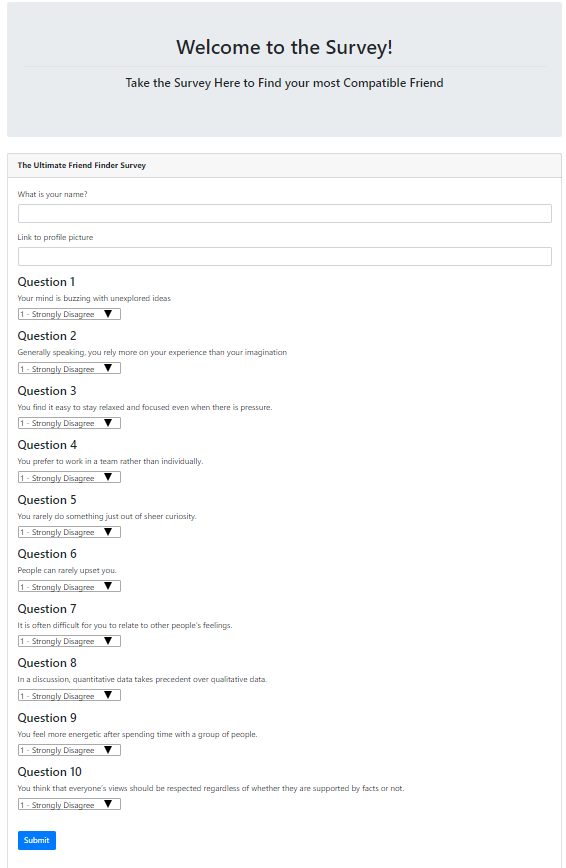 Welcome to the Survey!
Take the Survey Here to Find your most Compatible Friend
The Ultimate Friend Finder Survey
What is your name?
Link to profile picture
Question 1
Your mind is buzzing with unexplored ideas
1 - Strongly Disagree
Question 2
Generally speaking, you rely more on your experience than your imagination
1 - Strongly Disagree
Question 3
You find it easy to stay relaxed and focused even when there is pressure.
1 - Strongly Disagree
Question 4
You prefer to work in a team rather than individually.
1 - Strongly Disagree
Question 5
You rarely do something just out of sheer curiosity.
1 - Strongly Disagree
Question 6
People can rarely upset you.
1 - Strongly Disagree
Question 7
It is often difficult for you to relate to other people's feelings.
1 - Strongly Disagree
Question 8
In a discussion, quantitative data takes precedent over qualitative data.
1 - Strongly Disagree
Question 9
You feel more energetic after spending time with a group of people.
1 - Strongly Disagree
Question 10
You think that everyone's views should be respected regardless of whether they are supported by facts or not.
1 - Strongly Disagree
Submit